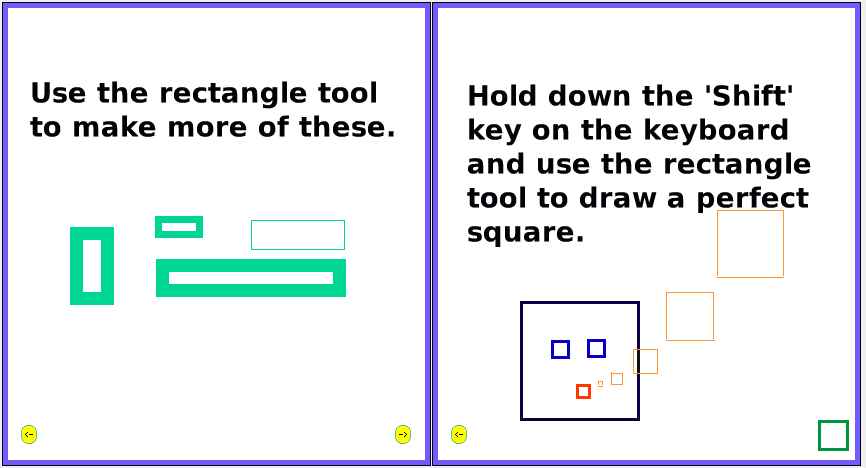 Use the rectangle tool
to make more of these.
Hold down the 'Shift'
key on the keyboard
and use the rectangle
tool to draw a perfect
square.